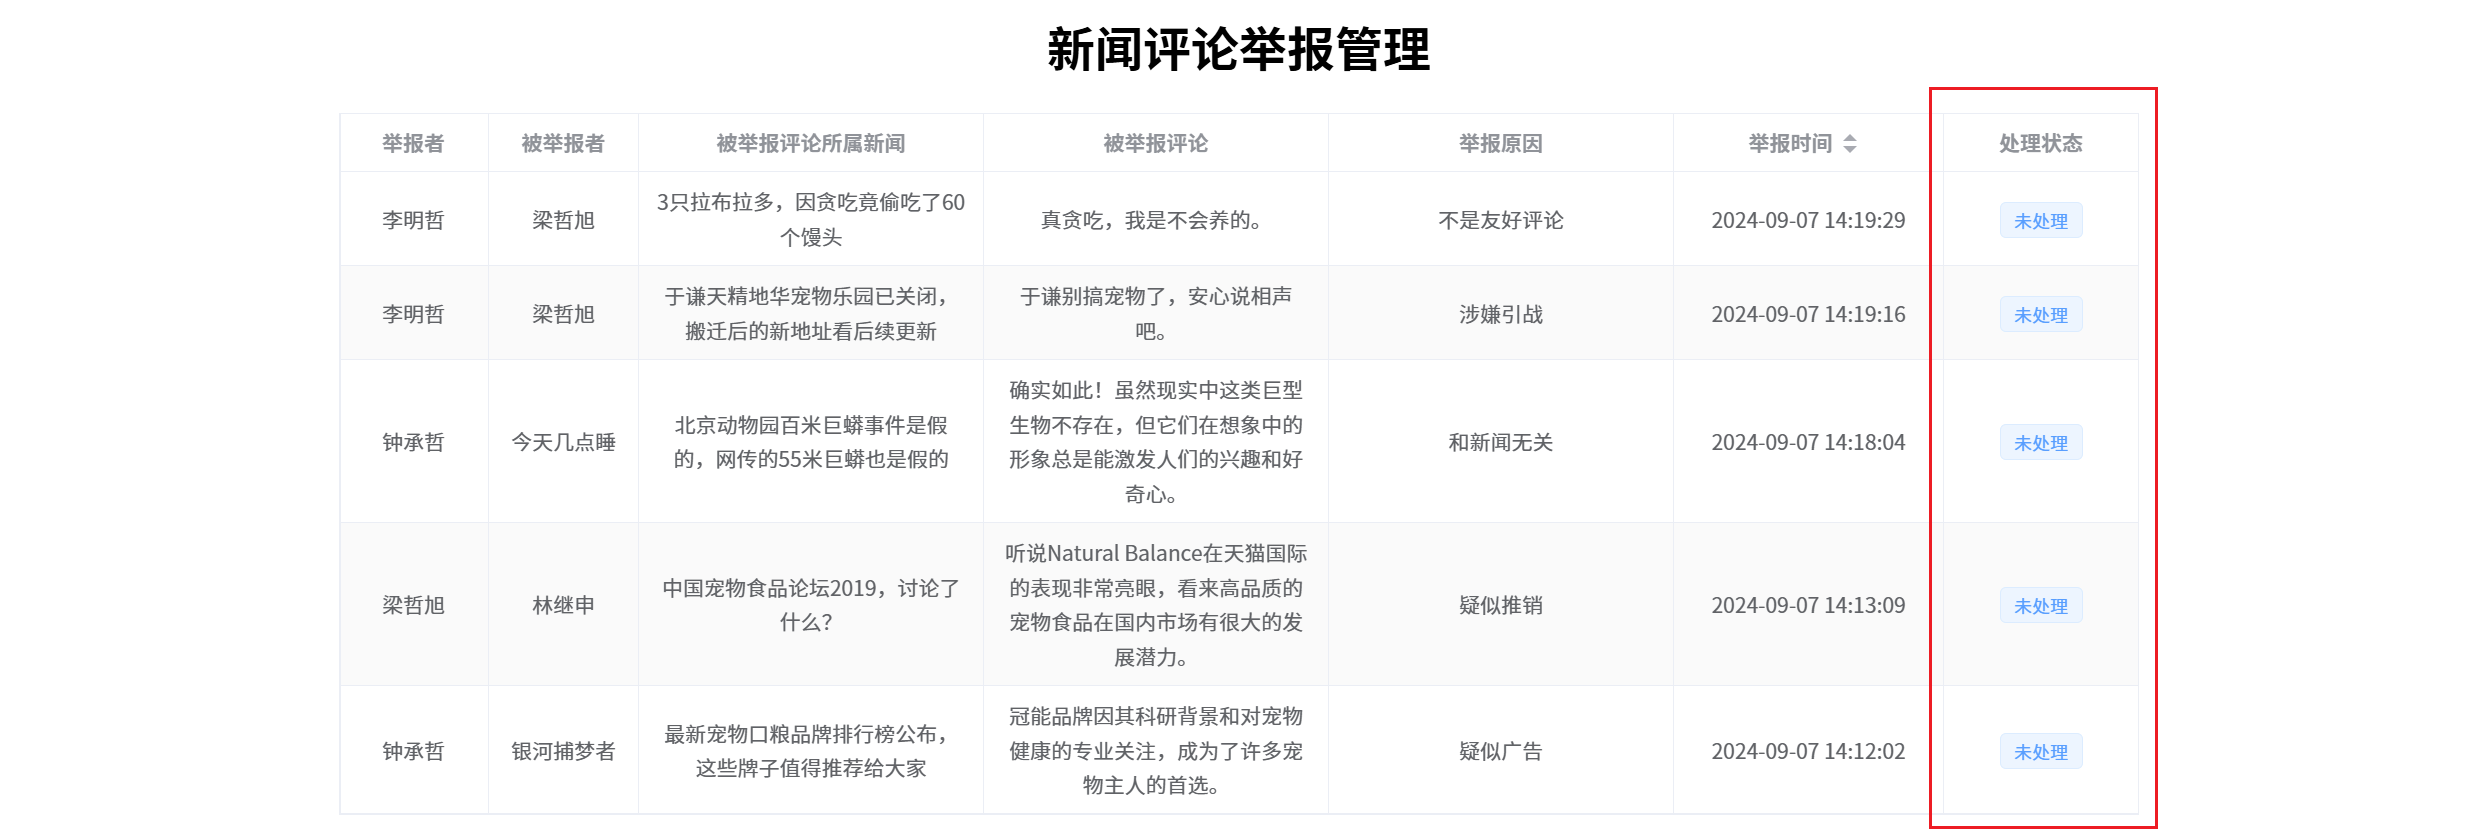 新闻评论举报管理
举报者 被举报者 被举报评论所属新闻 被举报评论 举报原因 举报时间 处理状态
李明哲 梁哲旭 3只拉布拉多，因贪吃竟偷吃了60
个馒头 真贪吃，我是不会养的。 不是友好评论 2024-09-07 14:19:29 未处理
李明哲 梁哲旭 于谦天精地华宠物乐园已关闭，
搬迁后的新地址看后续更新 于谦别搞宠物了，安心说相声
吧。 涉嫌引战 2024-09-07 14:19:16 未处理
钟承哲 今天几点睡 北京动物园百米巨蟒事件是假
的，网传的55米巨蟒也是假的 确实如此！虽然现实中这类巨型
生物不存在，但它们在想象中的
形象总是能激发人们的兴趣和好
奇心。 和新闻无关 2024-09-07 14:18:04 未处理
梁哲旭 林继申 中国宠物食品论坛2019，讨论了
什么？ 听说Natural Balance在天猫国际
的表现非常亮眼，看来高品质的
宠物食品在国内市场有很大的发
展潜力。 疑似推销 2024-09-07 14:13:09 未处理
钟承哲 银河捕梦者 最新宠物口粮品牌排行榜公布，
这些牌子值得推荐给大家 冠能品牌因其科研背景和对宠物
健康的专业关注，成为了许多宠
物主人的首选。 疑似广告 2024-09-07 14:12:02 未处理